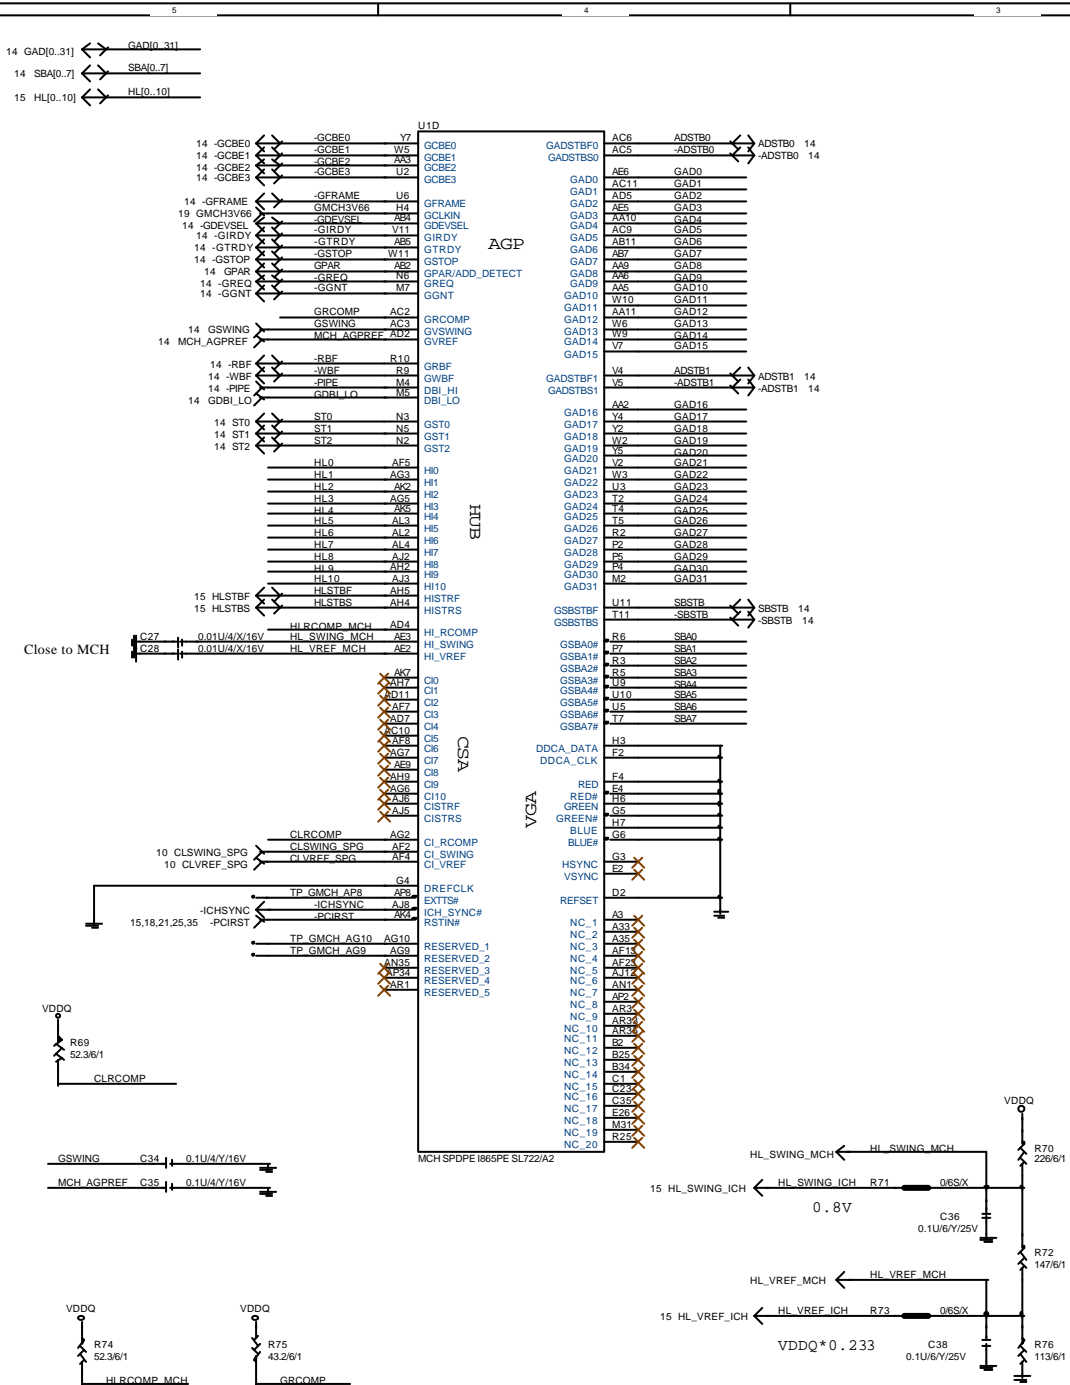 5 4 3
14 GAD[0..31] GAD[0..31]
14 SBA[0..7] SBA[0..7]
15 HL[0..10] HL[0..10]
U1D
14 -GCBE0 -GCBE0 Y7 GCBE0
14 -GCBE1 -GCBE1 W5 GCBE1
14 -GCBE2 -GCBE2 AA3 GCBE2
14 -GCBE3 -GCBE3 U2 GCBE3
14 -GFRAME -GFRAME U6 GFRAME
19 GMCH3V66 GMCH3V66 H4 GCLKIN
14 -GDEVSEL -GDEVSEL AB4 GDEVSEL
14 -GIRDY -GIRDY V11 GIRDY
14 -GTRDY -GTRDY AB5 GTRDY
14 -GSTOP -GSTOP W11 GSTOP
14 GPAR GPAR AB2 GPAR/ADD_DETECT
14 -GREQ -GREQ N6 GREQ
14 -GGNT -GGNT M7 GGNT
AGP
GRCOMP AC2 GRCOMP
14 GSWING GSWING AC3 GVSWING
14 MCH_AGPREF MCH_AGPREF AD2 GVREF
14 -RBF -RBF R10 GRBF
14 -WBF -WBF R9 GWBF
14 -PIPE -PIPE M4 DBI_HI
14 GDBI_LO GDBI_LO M5 DBI_LO
14 ST0 ST0 N3 GST0
14 ST1 ST1 N5 GST1
14 ST2 ST2 N2 GST2
HL0 AF5 HI0
HL1 AG3 HI1
HL2 AK2 HI2
HL3 AG5 HI3
HL4 AK5 HI4
HL5 AL3 HI5
HL6 AL2 HI6
HL7 AL4 HI7
HL8 AJ2 HI8
HL9 AH2 HI9
HL10 AJ3 HI10
HUB
15 HLSTBF HLSTBF AH5 HISTRF
15 HLSTBS HLSTBS AH4 HISTRS
HLRCOMP_MCH AD4 HI_RCOMP
C27 0.01U/4/X/16V HL_SWING_MCH AE3 HI_SWING
C28 0.01U/4/X/16V HL_VREF_MCH AE2 HI_VREF
Close to MCH
AK7 CI0
AH7 CI1
AD11 CI2
AF7 CI3
AD7 CI4
AC10 CI5
AF8 CI6
AG7 CI7
AE9 CI8
AH9 CI9
AG6 CI10
AJ6 CISTRF
AJ5 CISTRS
CSA
CLRCOMP AG2 CI_RCOMP
10 CLSWING_SPG CLSWING_SPG AF2 CI_SWING
10 CLVREF_SPG CLVREF_SPG AF4 CI_VREF
G4 DREFCLK
TP_GMCH_AP8 AP8 EXTTS#
-ICHSYNC -ICHSYNC AJ8 ICH_SYNC#
15,18,21,25,35 -PCIRST -PCIRST AK4 RSTIN#
TP_GMCH_AG10 AG10 RESERVED_1
TP_GMCH_AG9 AG9 RESERVED_2
AN35 RESERVED_3
AP34 RESERVED_4
AR1 RESERVED_5
GADSTBF0 AC6 ADSTB0 ADSTB0 14
GADSTBS0 AC5 -ADSTB0 -ADSTB0 14
GAD0 AE6 GAD0
GAD1 AC11 GAD1
GAD2 AD5 GAD2
GAD3 AE5 GAD3
GAD4 AA10 GAD4
GAD5 AC9 GAD5
GAD6 AB11 GAD6
GAD7 AB7 GAD7
GAD8 AA9 GAD8
GAD9 AA6 GAD9
GAD10 AA5 GAD10
GAD11 W10 GAD11
GAD12 AA11 GAD12
GAD13 W6 GAD13
GAD14 W9 GAD14
GAD15 V7 GAD15
GADSTBF1 V4 ADSTB1 ADSTB1 14
GADSTBS1 V5 -ADSTB1 -ADSTB1 14
GAD16 AA2 GAD16
GAD17 Y4 GAD17
GAD18 Y2 GAD18
GAD19 W2 GAD19
GAD20 Y5 GAD20
GAD21 V2 GAD21
GAD22 W3 GAD22
GAD23 U3 GAD23
GAD24 T2 GAD24
GAD25 T4 GAD25
GAD26 T5 GAD26
GAD27 R2 GAD27
GAD28 P2 GAD28
GAD29 P5 GAD29
GAD30 P4 GAD30
GAD31 M2 GAD31
GSBSTBF U11 SBSTB SBSTB 14
GSBSTBS T11 -SBSTB -SBSTB 14
GSBA0# R6 SBA0
GSBA1# P7 SBA1
GSBA2# R3 SBA2
GSBA3# R5 SBA3
GSBA4# U9 SBA4
GSBA5# U10 SBA5
GSBA6# U5 SBA6
GSBA7# T7 SBA7
DDCA_DATA H3
DDCA_CLK F2
RED F4
RED# E4
GREEN H6
GREEN# G5
BLUE H7
BLUE# G6
VGA
HSYNC G3
VSYNC E2
REFSET D2
NC_1 A3
NC_2 A33
NC_3 A35
NC_4 AF13
NC_5 AF23
NC_6 AJ12
NC_7 AN1
NC_8 AP2
NC_9 AR3
NC_10 AR33
NC_11 AR35
NC_12 B2
NC_13 B25
NC_14 B34
NC_15 C1
NC_16 C23
NC_17 C35
NC_18 E26
NC_19 M31
NC_20 R25
MCH SPDPE I865PE SL722/A2
VDDQ
R69
52.3/6/1
CLRCOMP
GSWING C34 0.1U/4/Y/16V
MCH_AGPREF C35 0.1U/4/Y/16V
VDDQ
R74
52.3/6/1
HLRCOMP_MCH
VDDQ
R75
43.2/6/1
GRCOMP
VDDQ
R70
226/6/1
HL_SWING_MCH HL_SWING_MCH
15 HL_SWING_ICH HL_SWING_ICH R71 0/6S/X
0.8V
C36
0.1U/6/Y/25V
R72
147/6/1
HL_VREF_MCH HL_VREF_MCH
15 HL_VREF_ICH HL_VREF_ICH R73 0/6S/X
VDDQ*0.233
C38
0.1U/6/Y/25V
R76
113/6/1